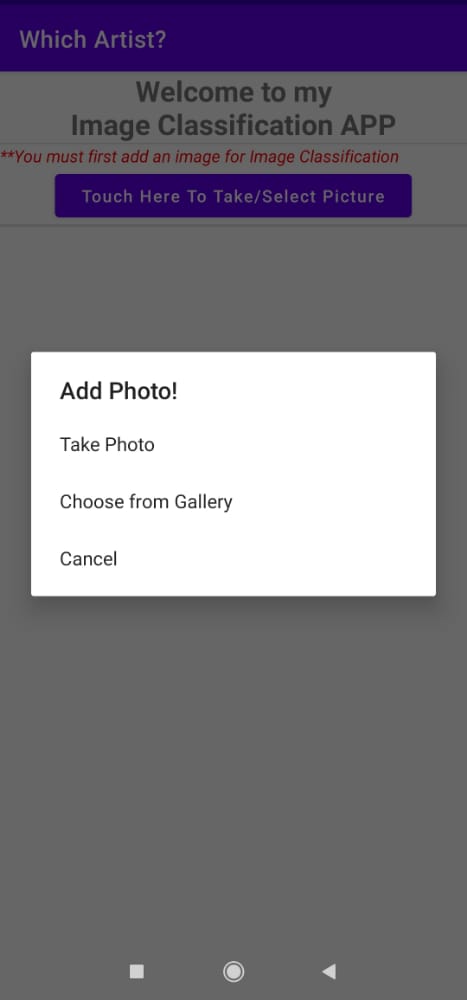 Which Artist?
Welcome to my
Image Classification APP
**You must first add an image for Image Classification
Touch Here To Take/Select Picture
Add Photo!
Take Photo
Choose from Gallery
Cancel